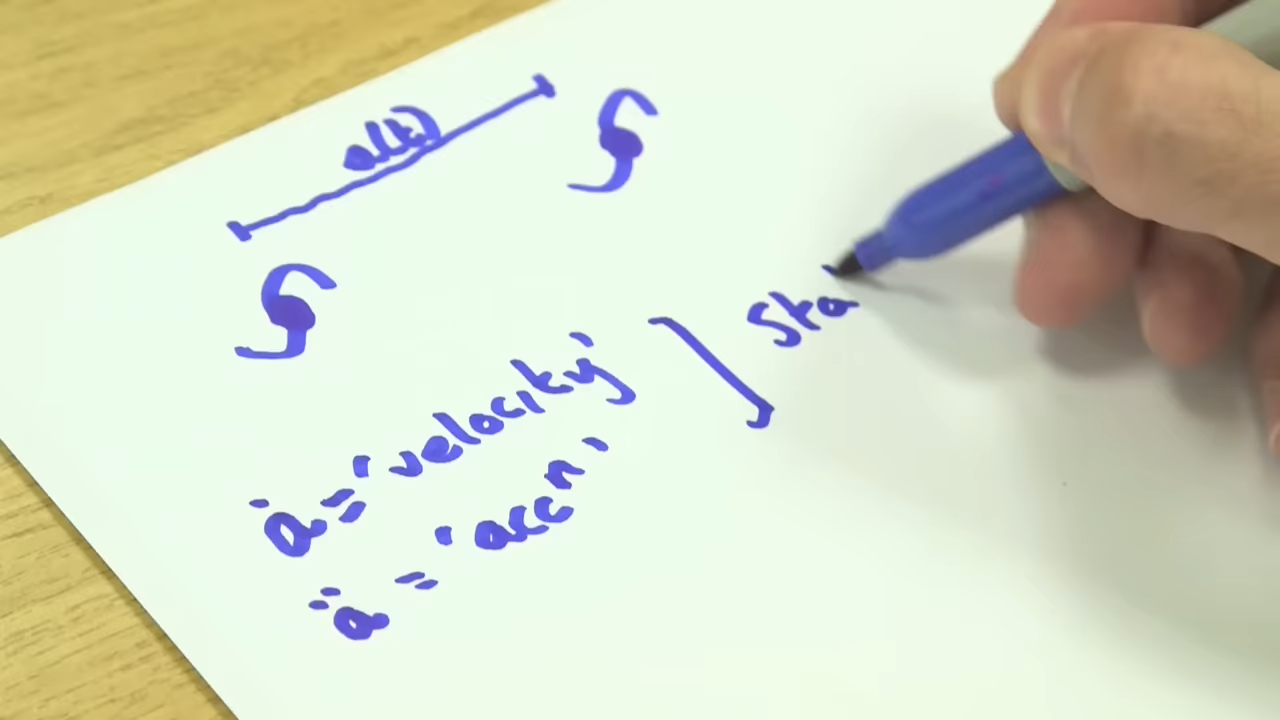 a(t)
ȧ = 'velocity'
ä = 'accⁿ'
Sta